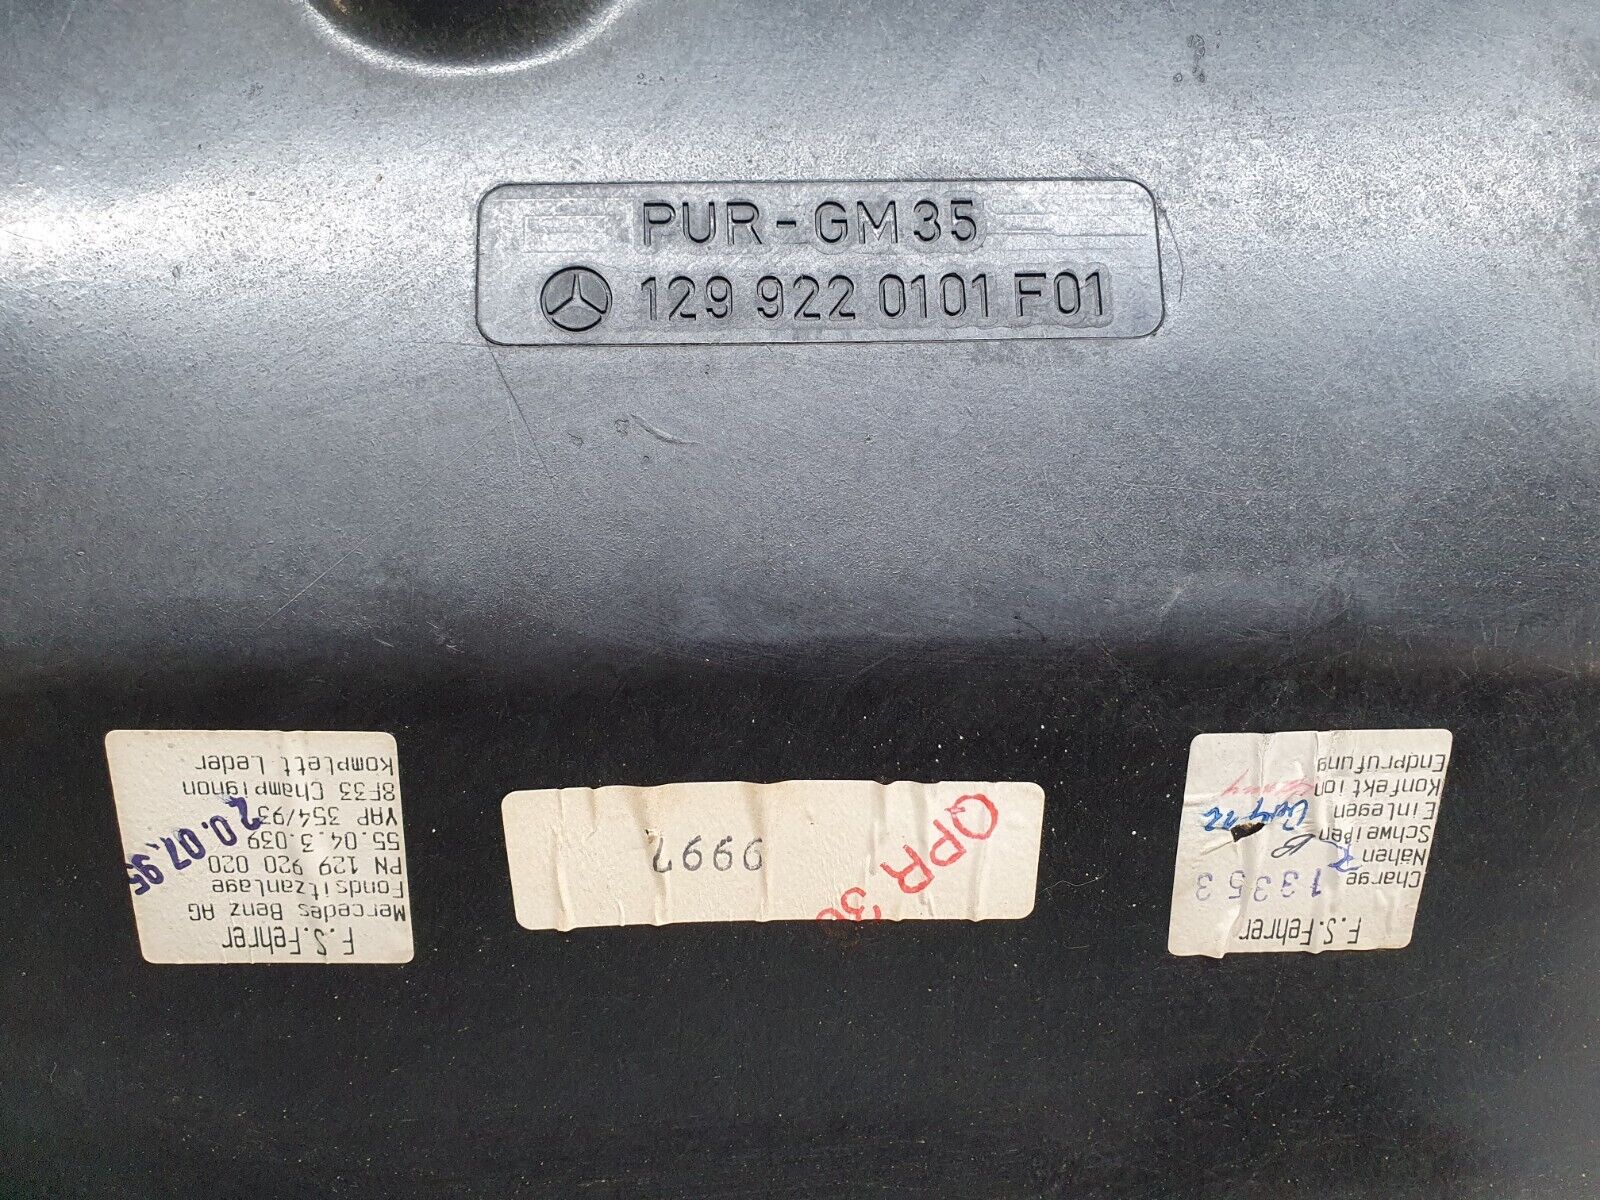 PUR-GM35
129 922 0101 F01
F.S.Fehrer
Mercedes Benz AG
Fondsitzanlage
PN 129 920 020
55.04.3.039
YAP 354/93
8F33 Champignon
komplett Leder
20.07.95
9997
QPR
F.S.Fehrer
Charge 13353
Nähen
Schweißen
Einlegen
Konfektion
Endprüfung